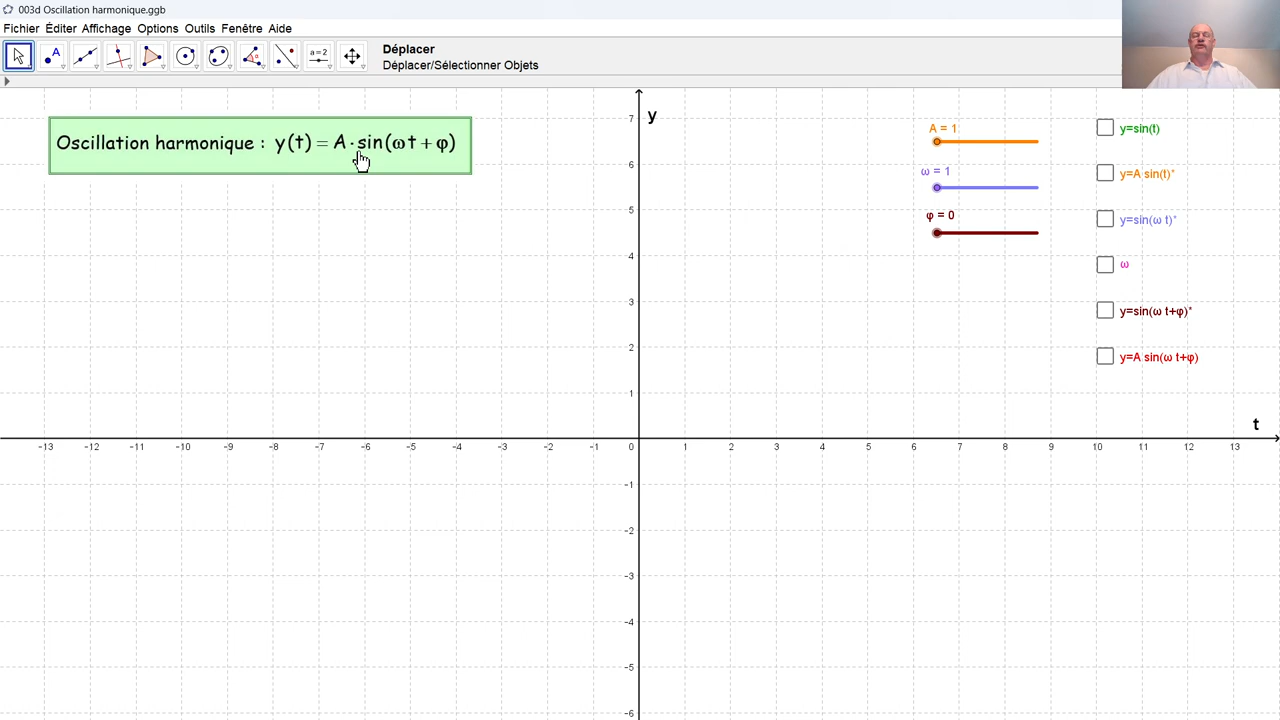 003d Oscillation harmonique.ggb
Fichier Éditer Affichage Options Outils Fenêtre Aide
A
a=2
Déplacer
Déplacer/Sélectionner Objets
Oscillation harmonique : y(t) = A·sin(ωt+φ)
y
t
A = 1
ω = 1
φ = 0
y=sin(t)
y=A sin(t)"
y=sin(ω t)"
ω
y=sin(ω t+φ)"
y=A sin(ω t+φ)
7
6
5
4
3
2
1
-13 -12 -11 -10 -9 -8 -7 -6 -5 -4 -3 -2 -1 0 1 2 3 4 5 6 7 8 9 10 11 12 13
-1
-2
-3
-4
-5
-6